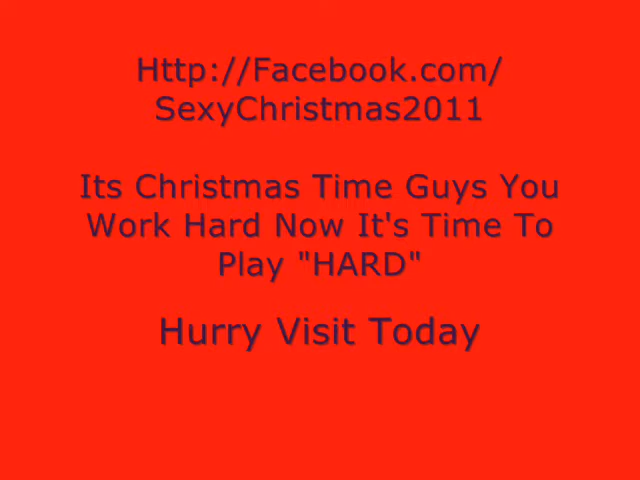 Http://Facebook.com/
SexyChristmas2011
Its Christmas Time Guys You
Work Hard Now It's Time To
Play "HARD"
Hurry Visit Today